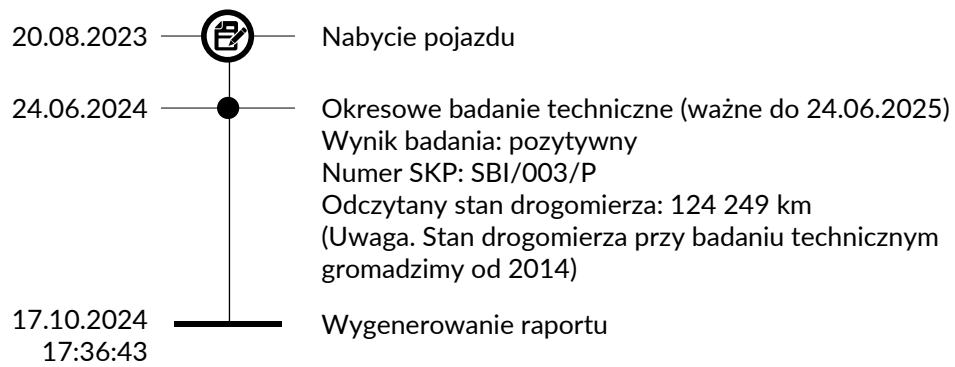 20.08.2023
Nabycie pojazdu
24.06.2024
Okresowe badanie techniczne (ważne do 24.06.2025)
Wynik badania: pozytywny
Numer SKP: SBI/003/P
Odczytany stan drogomierza: 124 249 km
(Uwaga. Stan drogomierza przy badaniu technicznym
gromadzimy od 2014)
17.10.2024
17:36:43
Wygenerowanie raportu